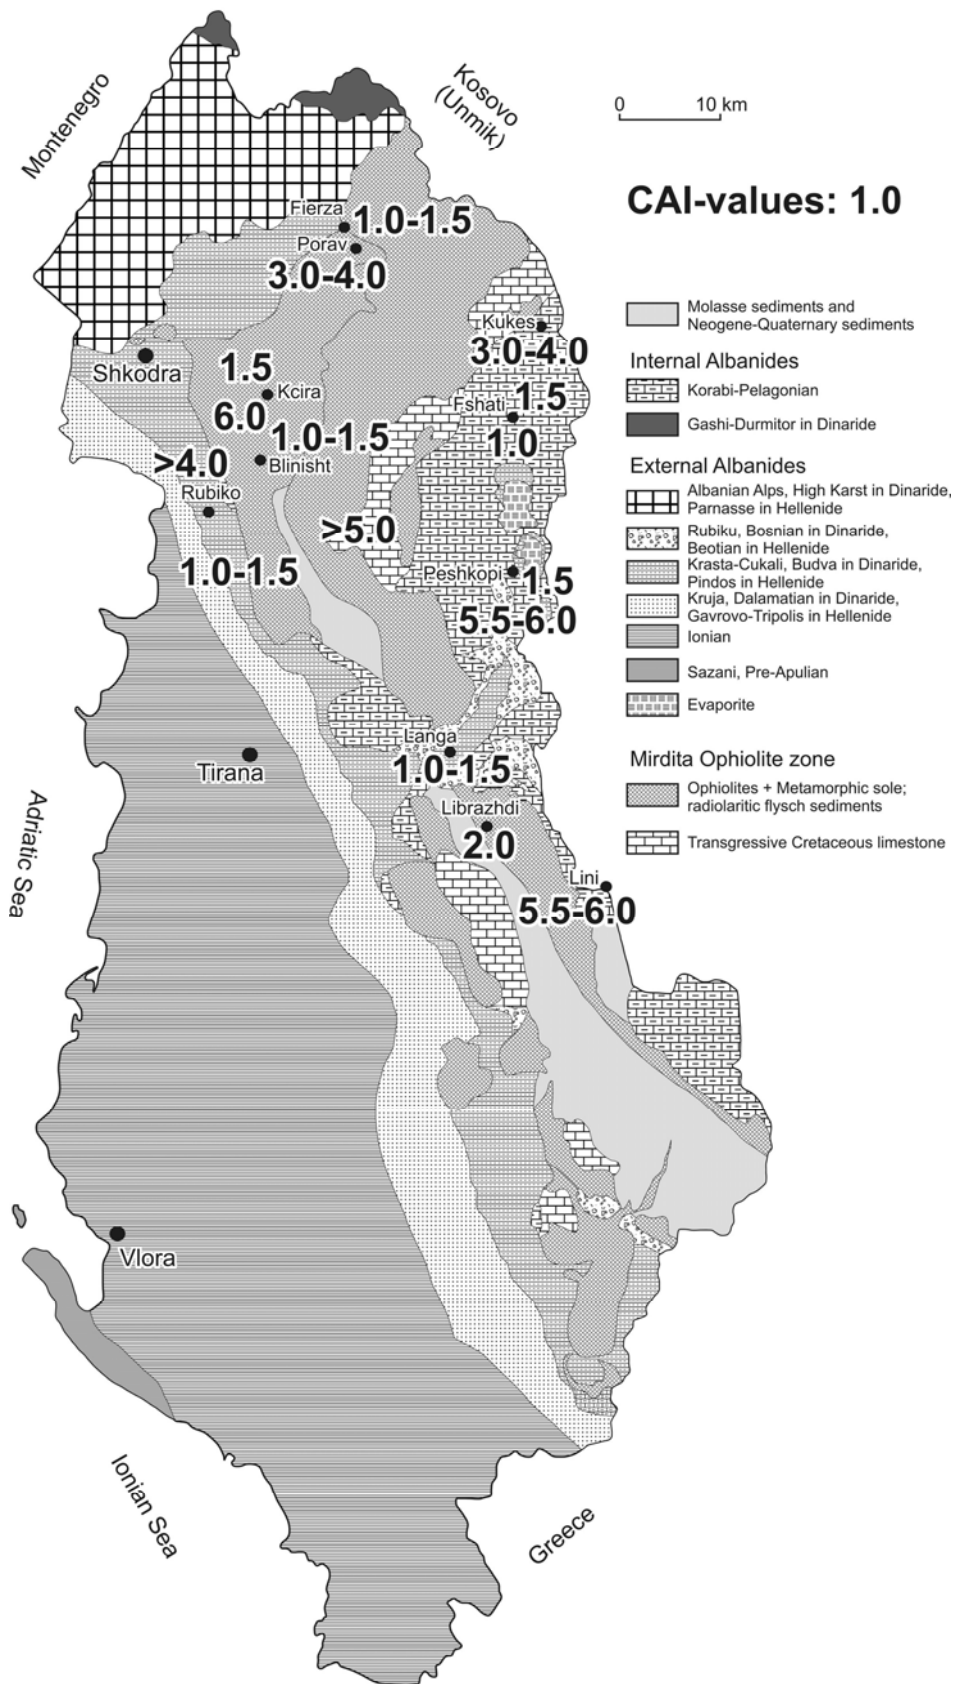 Montenegro
Kosovo
(Unmik)
0 10 km
CAI-values: 1.0
Fierza
1.0-1.5
Porav
3.0-4.0
Kukes
3.0-4.0
Shkodra
1.5
Kcira
6.0
Fshati
1.5
1.0
1.0-1.5
Blinisht
>4.0
Rubiko
>5.0
1.0-1.5
Peshkopi
1.5
5.5-6.0
Langa
1.0-1.5
Tirana
Librazhdi
2.0
Lini
5.5-6.0
Adriatic Sea
Vlora
Ionian Sea
Greece
Molasse sediments and
Neogene-Quaternary sediments
Internal Albanides
Korabi-Pelagonian
Gashi-Durmitor in Dinaride
External Albanides
Albanian Alps, High Karst in Dinaride,
Parnasse in Hellenide
Rubiku, Bosnian in Dinaride,
Beotian in Hellenide
Krasta-Cukali, Budva in Dinaride,
Pindos in Hellenide
Kruja, Dalamatian in Dinaride,
Gavrovo-Tripolis in Hellenide
Ionian
Sazani, Pre-Apulian
Evaporite
Mirdita Ophiolite zone
Ophiolites + Metamorphic sole;
radiolaritic flysch sediments
Transgressive Cretaceous limestone